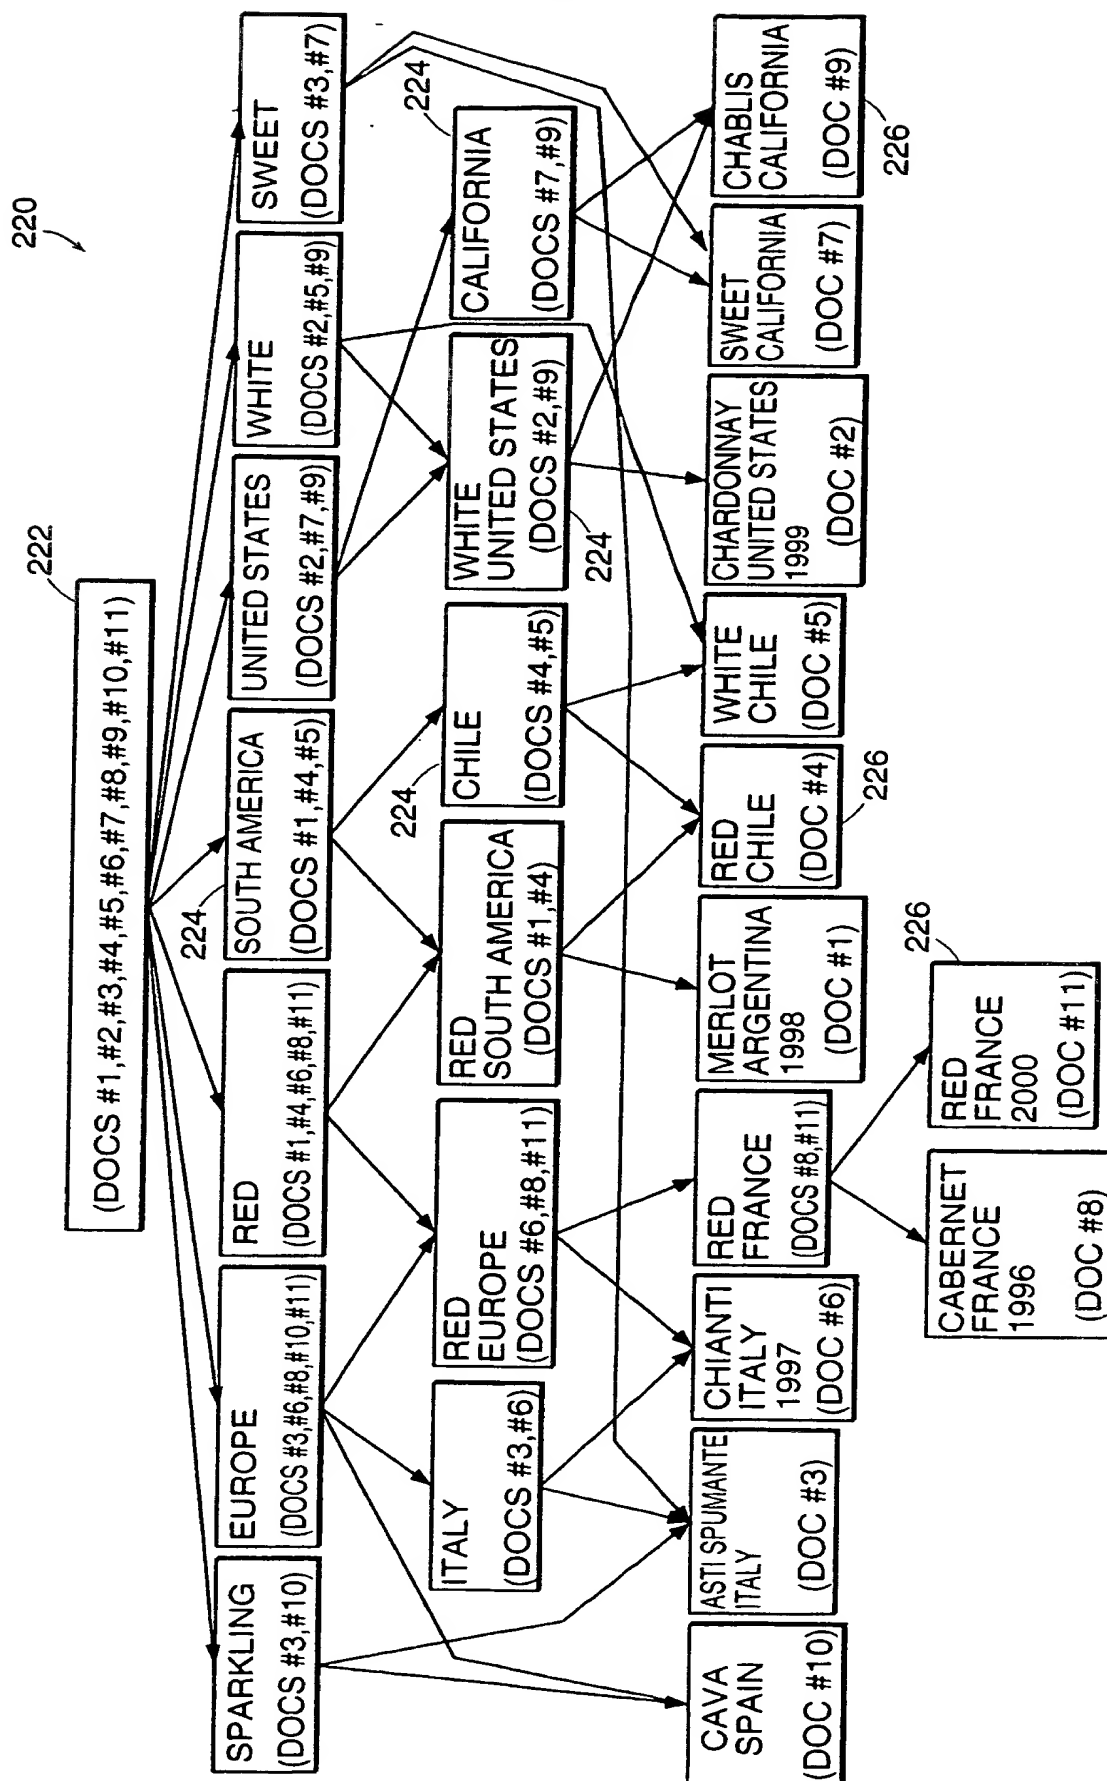 220
222
(DOCS #1,#2,#3,#4,#5,#6,#7,#8,#9,#10,#11)
SPARKLING
(DOCS #3,#10)
EUROPE
(DOCS #3,#6,#8,#10,#11)
RED
(DOCS #1,#4,#6,#8,#11)
224
SOUTH AMERICA
(DOCS #1,#4,#5)
UNITED STATES
(DOCS #2,#7,#9)
WHITE
(DOCS #2,#5,#9)
SWEET
(DOCS #3,#7)
ITALY
(DOCS #3,#6)
RED
EUROPE
(DOCS #6,#8,#11)
RED
SOUTH AMERICA
(DOCS #1,#4)
224
CHILE
(DOCS #4,#5)
WHITE
UNITED STATES
(DOCS #2,#9)
224
CALIFORNIA
(DOCS #7,#9)
224
CAVA
SPAIN
(DOC #10)
ASTI SPUMANTE
ITALY
(DOC #3)
CHIANTI
ITALY
1997
(DOC #6)
RED
FRANCE
(DOCS #8,#11)
MERLOT
ARGENTINA
1998
(DOC #1)
RED
CHILE
(DOC #4)
226
WHITE
CHILE
(DOC #5)
CHARDONNAY
UNITED STATES
1999
(DOC #2)
SWEET
CALIFORNIA
(DOC #7)
CHABLIS
CALIFORNIA
(DOC #9)
226
CABERNET
FRANCE
1996
(DOC #8)
RED
FRANCE
2000
(DOC #11)
226